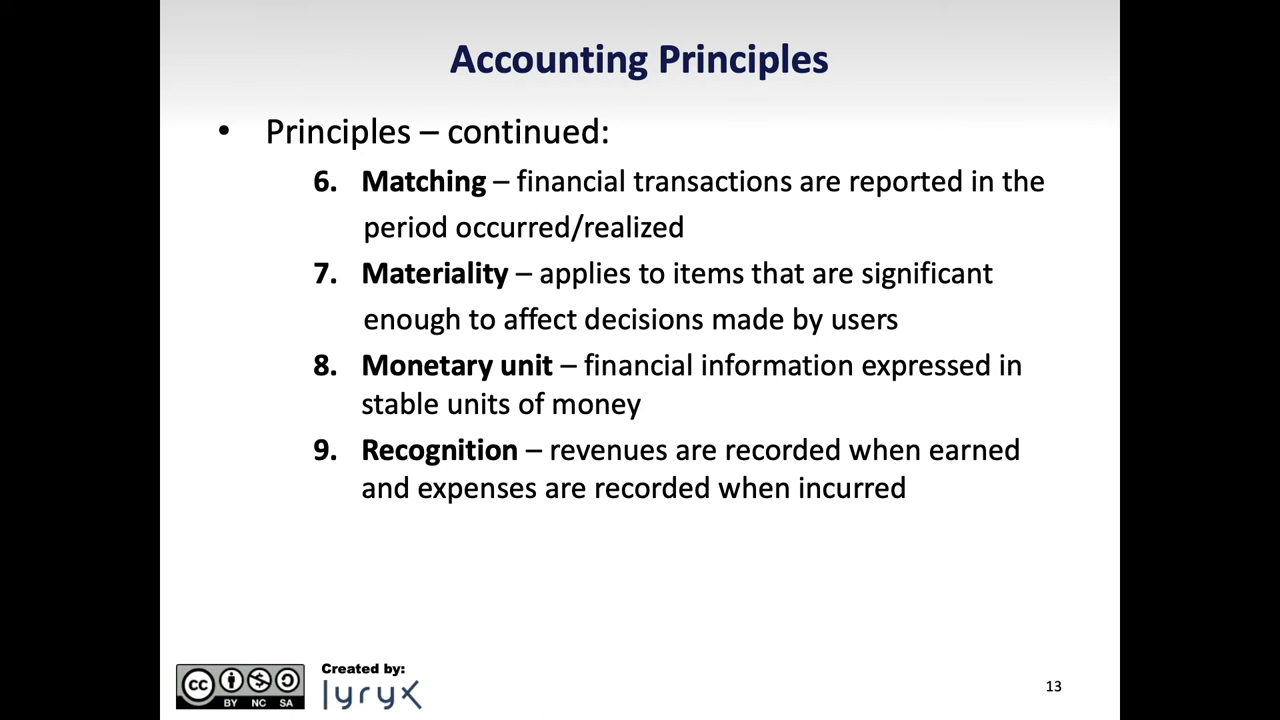 Accounting Principles
• Principles – continued:
6. Matching – financial transactions are reported in the
period occurred/realized
7. Materiality – applies to items that are significant
enough to affect decisions made by users
8. Monetary unit – financial information expressed in
stable units of money
9. Recognition – revenues are recorded when earned
and expenses are recorded when incurred
Created by:
lyryx
cc
BY NC SA
13